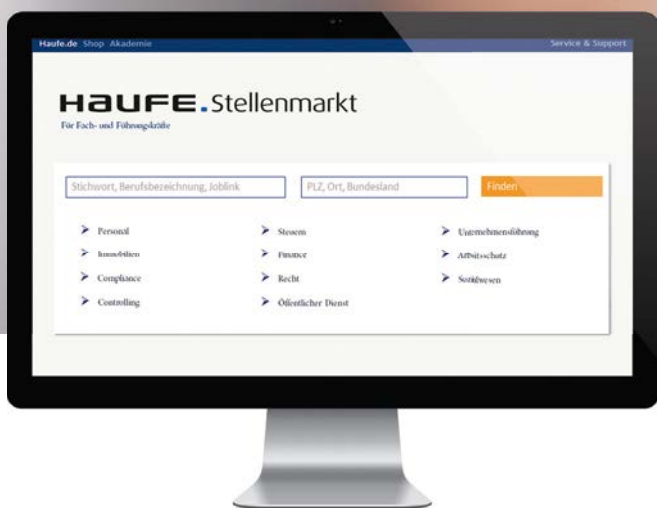 Haufe.de Shop Akademie Service & Support
HAUFE.Stellenmarkt
Für Fach- und Führungskräfte
Stichwort, Berufsbezeichnung, Joblink PLZ, Ort, Bundesland Finden
Personal Steuern Unternehmensführung
Immobilien Finance Arbeitsschutz
Compliance Recht Sozialwesen
Controlling Öffentlicher Dienst